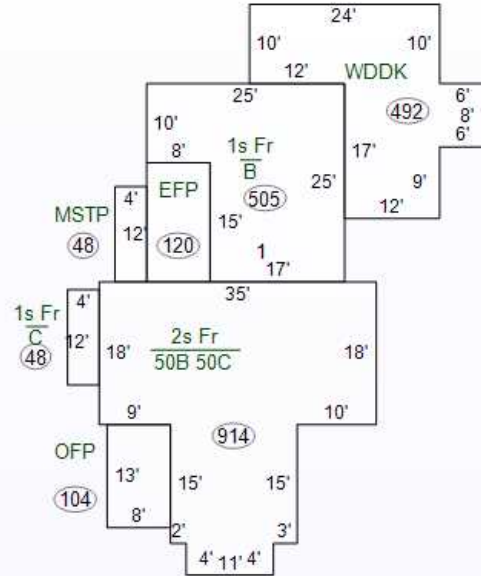 24'
10' 10'
12' WDDK
25' 6'
492 8'
10' 6'
8' 1s Fr
B
17'
4' EFP 505 25' 9'
MSTP 12' 15' 12'
48 120 1
17'
35'
4'
1s Fr
C
12' 18' 2s Fr 18'
48 50B 50C
9' 10'
914
OFP
13' 15' 15'
104
8'
2' 3'
4' 11' 4'